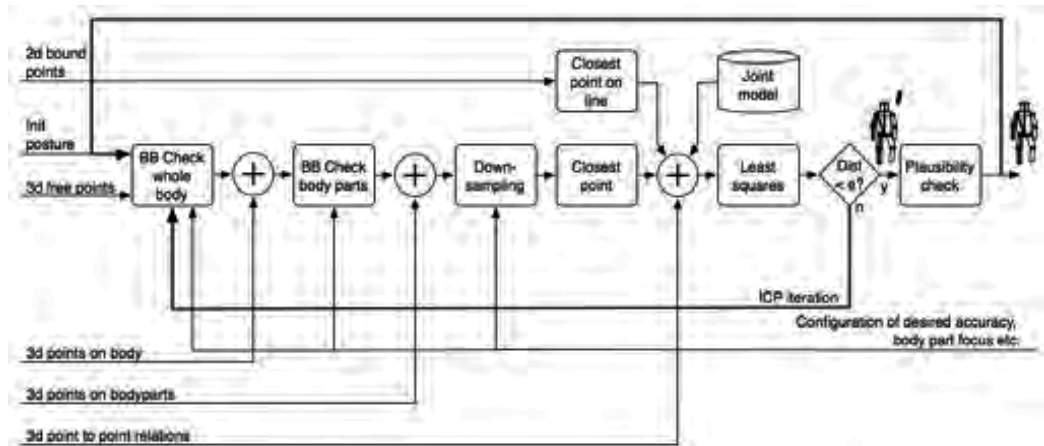 2d bound
points
Closest
point on
line
Joint
model
Init
posture
3d free points
BB Check
whole
body
+
BB Check
body parts
+
Down-
sampling
Closest
point
+
Least
squares
Dist
< e?
y
n
Plausibility
check
ICP iteration
Configuration of desired accuracy,
body part focus etc.
3d points on body
3d points on bodyparts
3d point to point relations